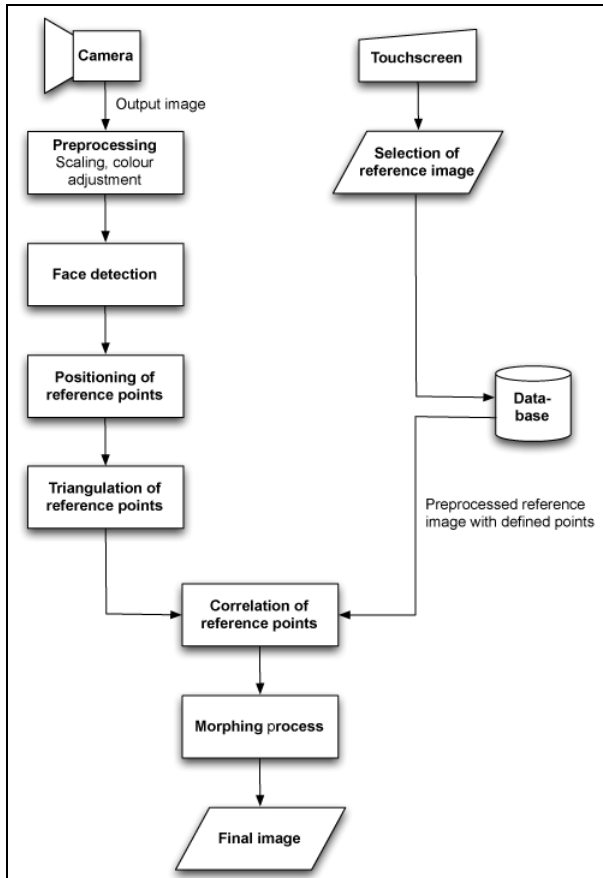 Camera
Output image
Preprocessing
Scaling, colour
adjustment
Face detection
Positioning of
reference points
Triangulation of
reference points
Touchscreen
Selection of
reference image
Data-
base
Preprocessed reference
image with defined points
Correlation of
reference points
Morphing process
Final image